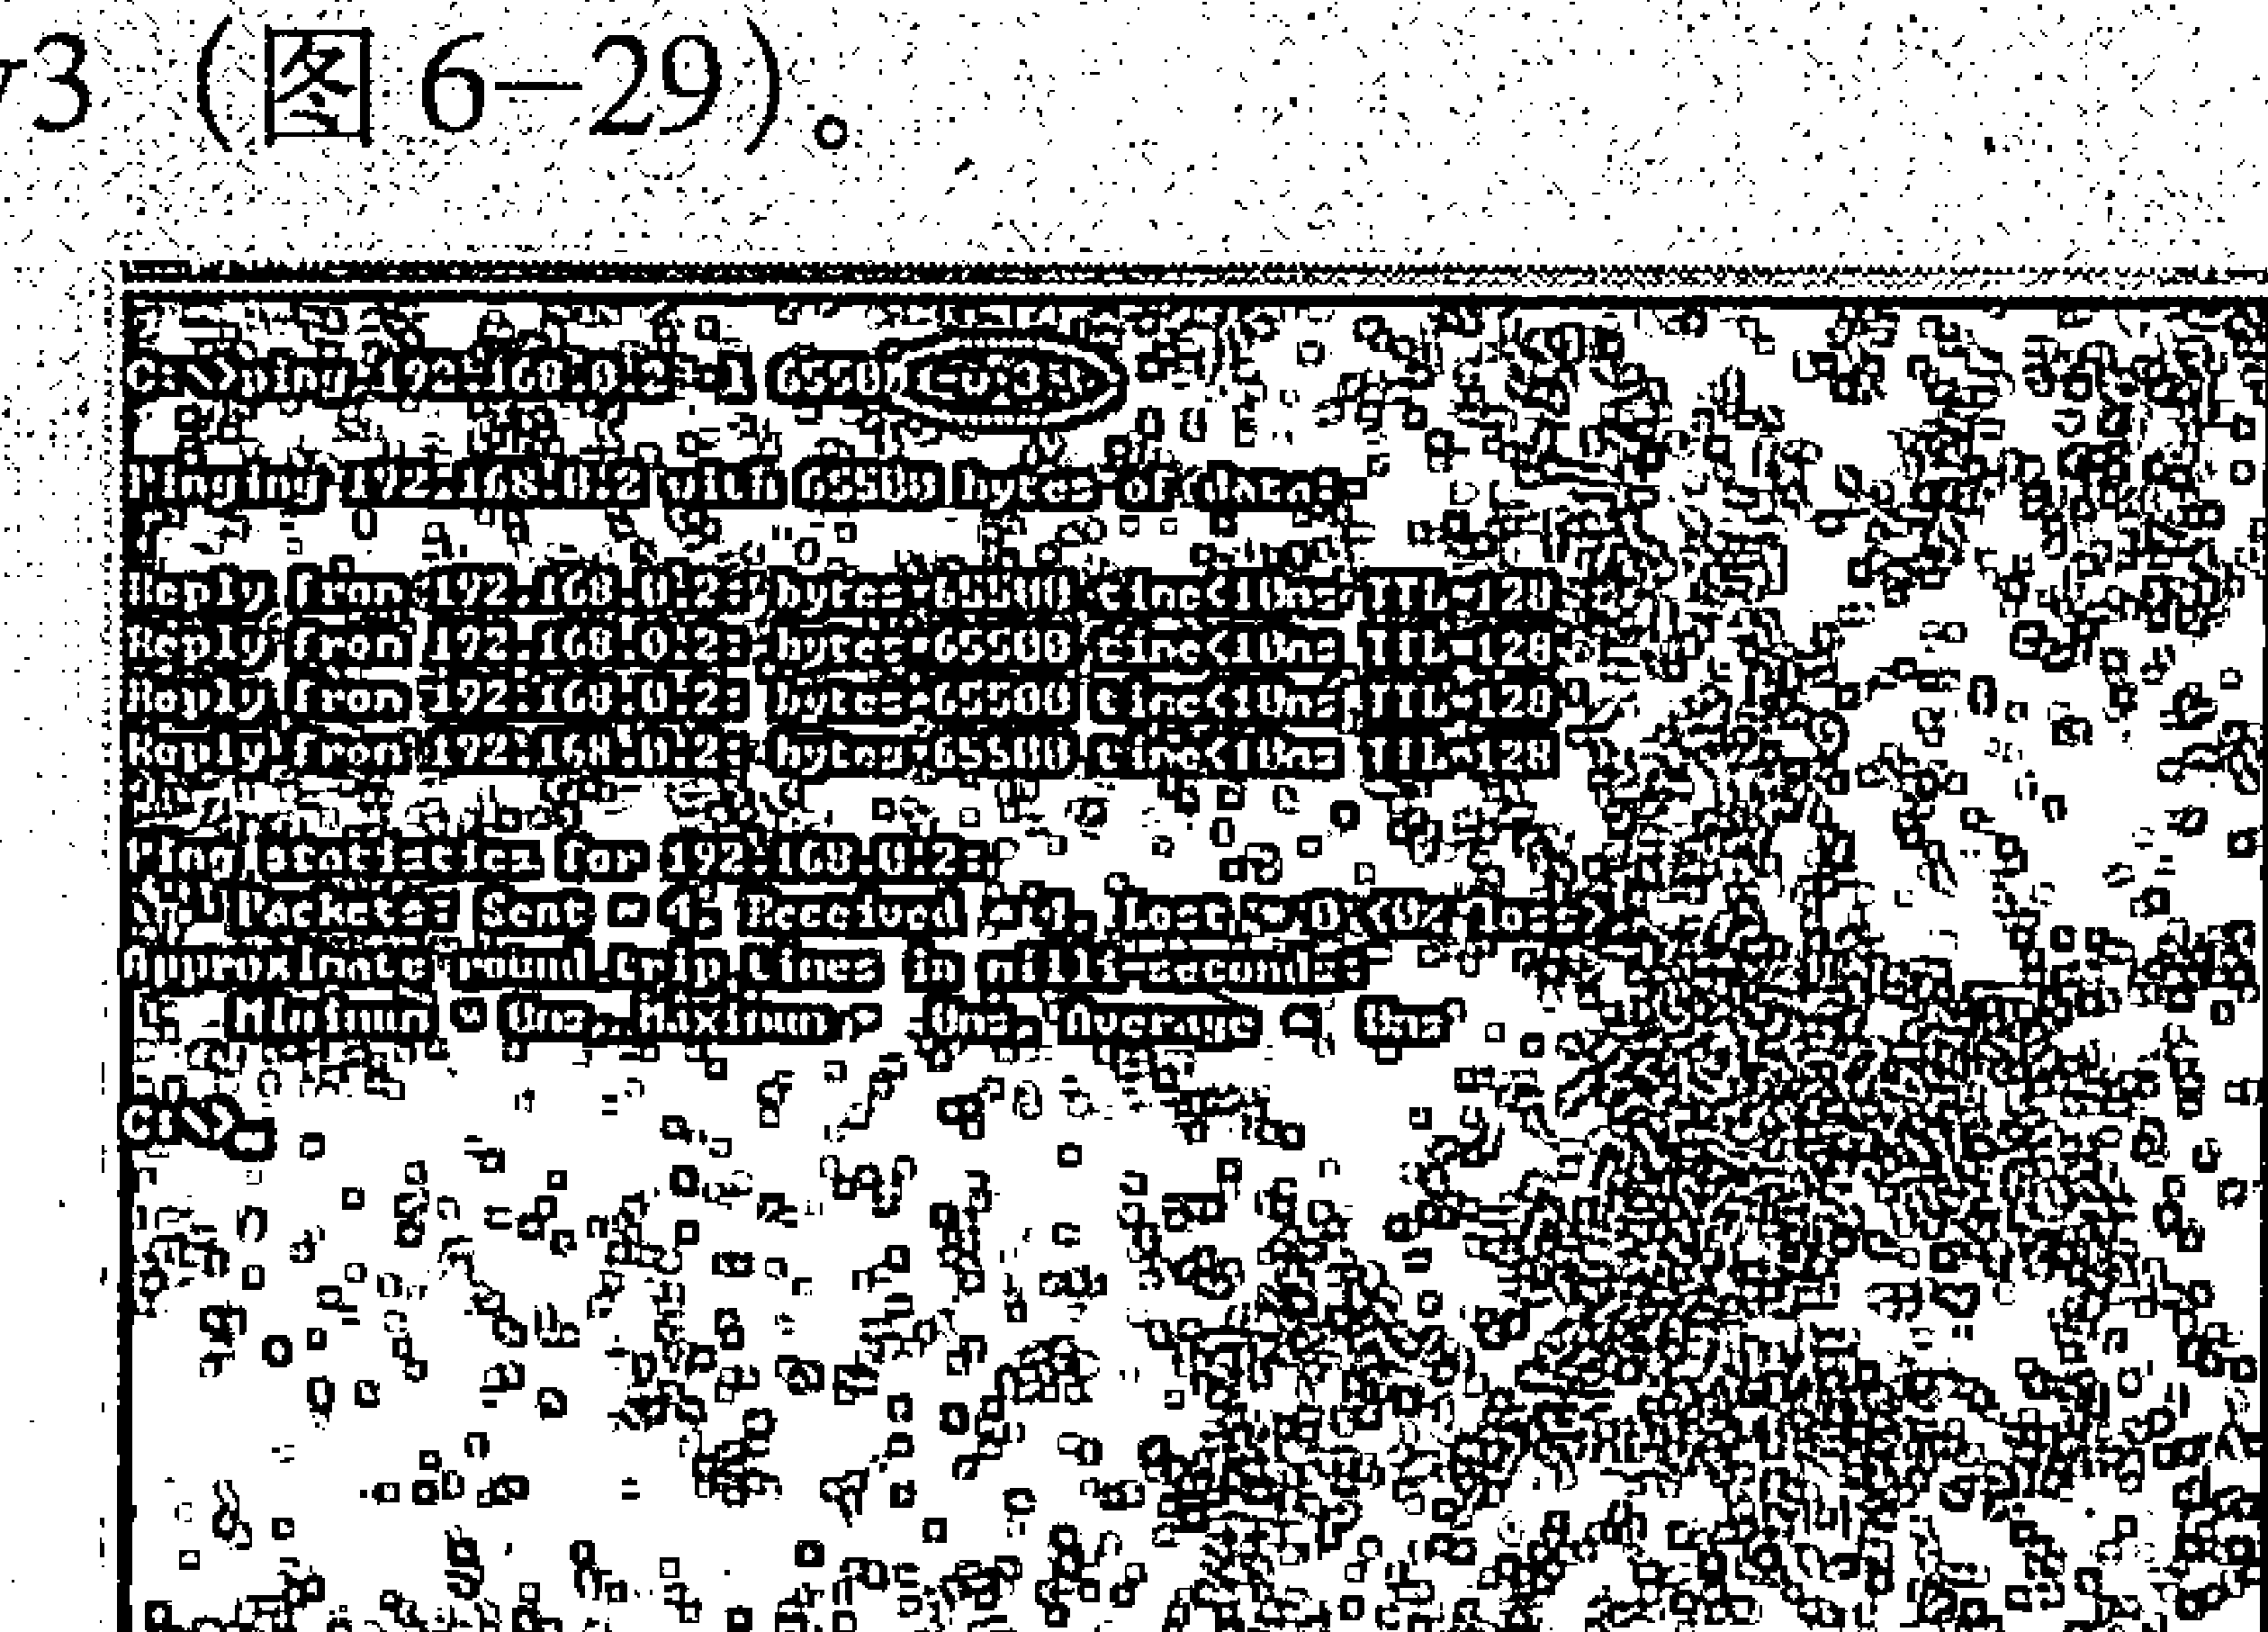 3（图 6—29）。
C:\>ping 192.168.0.2 -l 65500
Pinging 192.168.0.2 with 65500 bytes of data:
Reply from 192.168.0.2: bytes=65500 time<10ms TTL=128
Reply from 192.168.0.2: bytes=65500 time<10ms TTL=128
Reply from 192.168.0.2: bytes=65500 time<10ms TTL=128
Reply from 192.168.0.2: bytes=65500 time<10ms TTL=128
Ping statistics for 192.168.0.2:
Packets: Sent = 4, Received = 4, Lost = 0 <0% loss>,
Approximate round trip times in milli-seconds:
Minimum = 0ms, Maximum = 0ms, Average = 0ms
C:\>